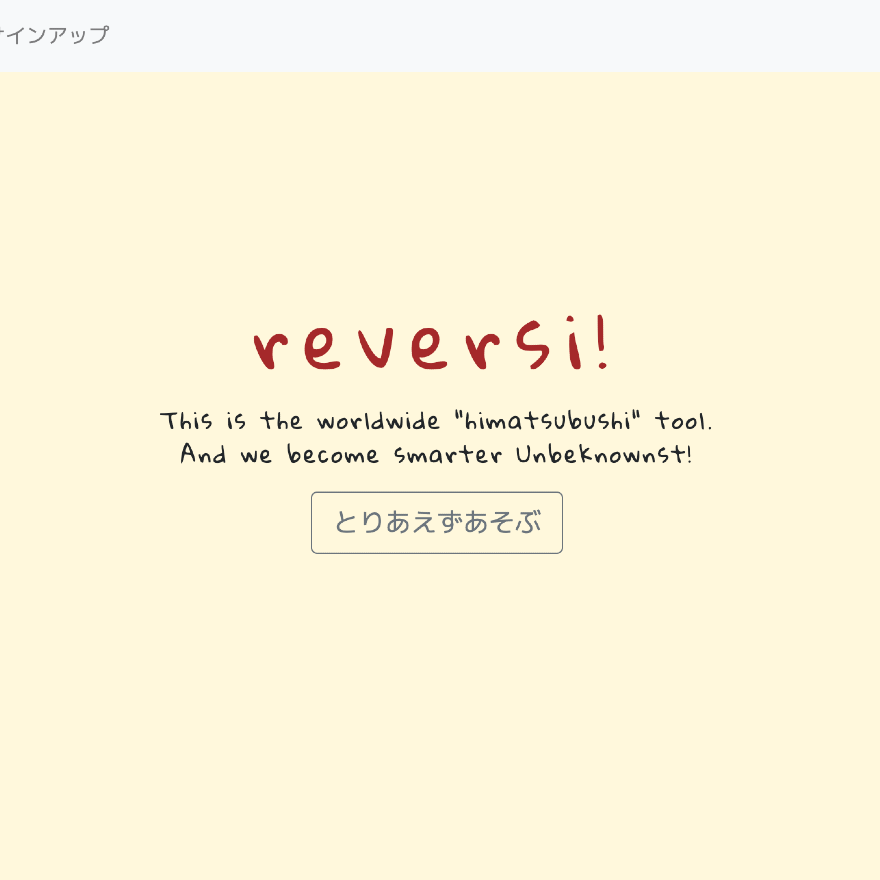 サインアップ
reversi!
This is the worldwide "himatsubushi" tool.
And we become smarter Unbeknownst!
とりあえずあそぶ